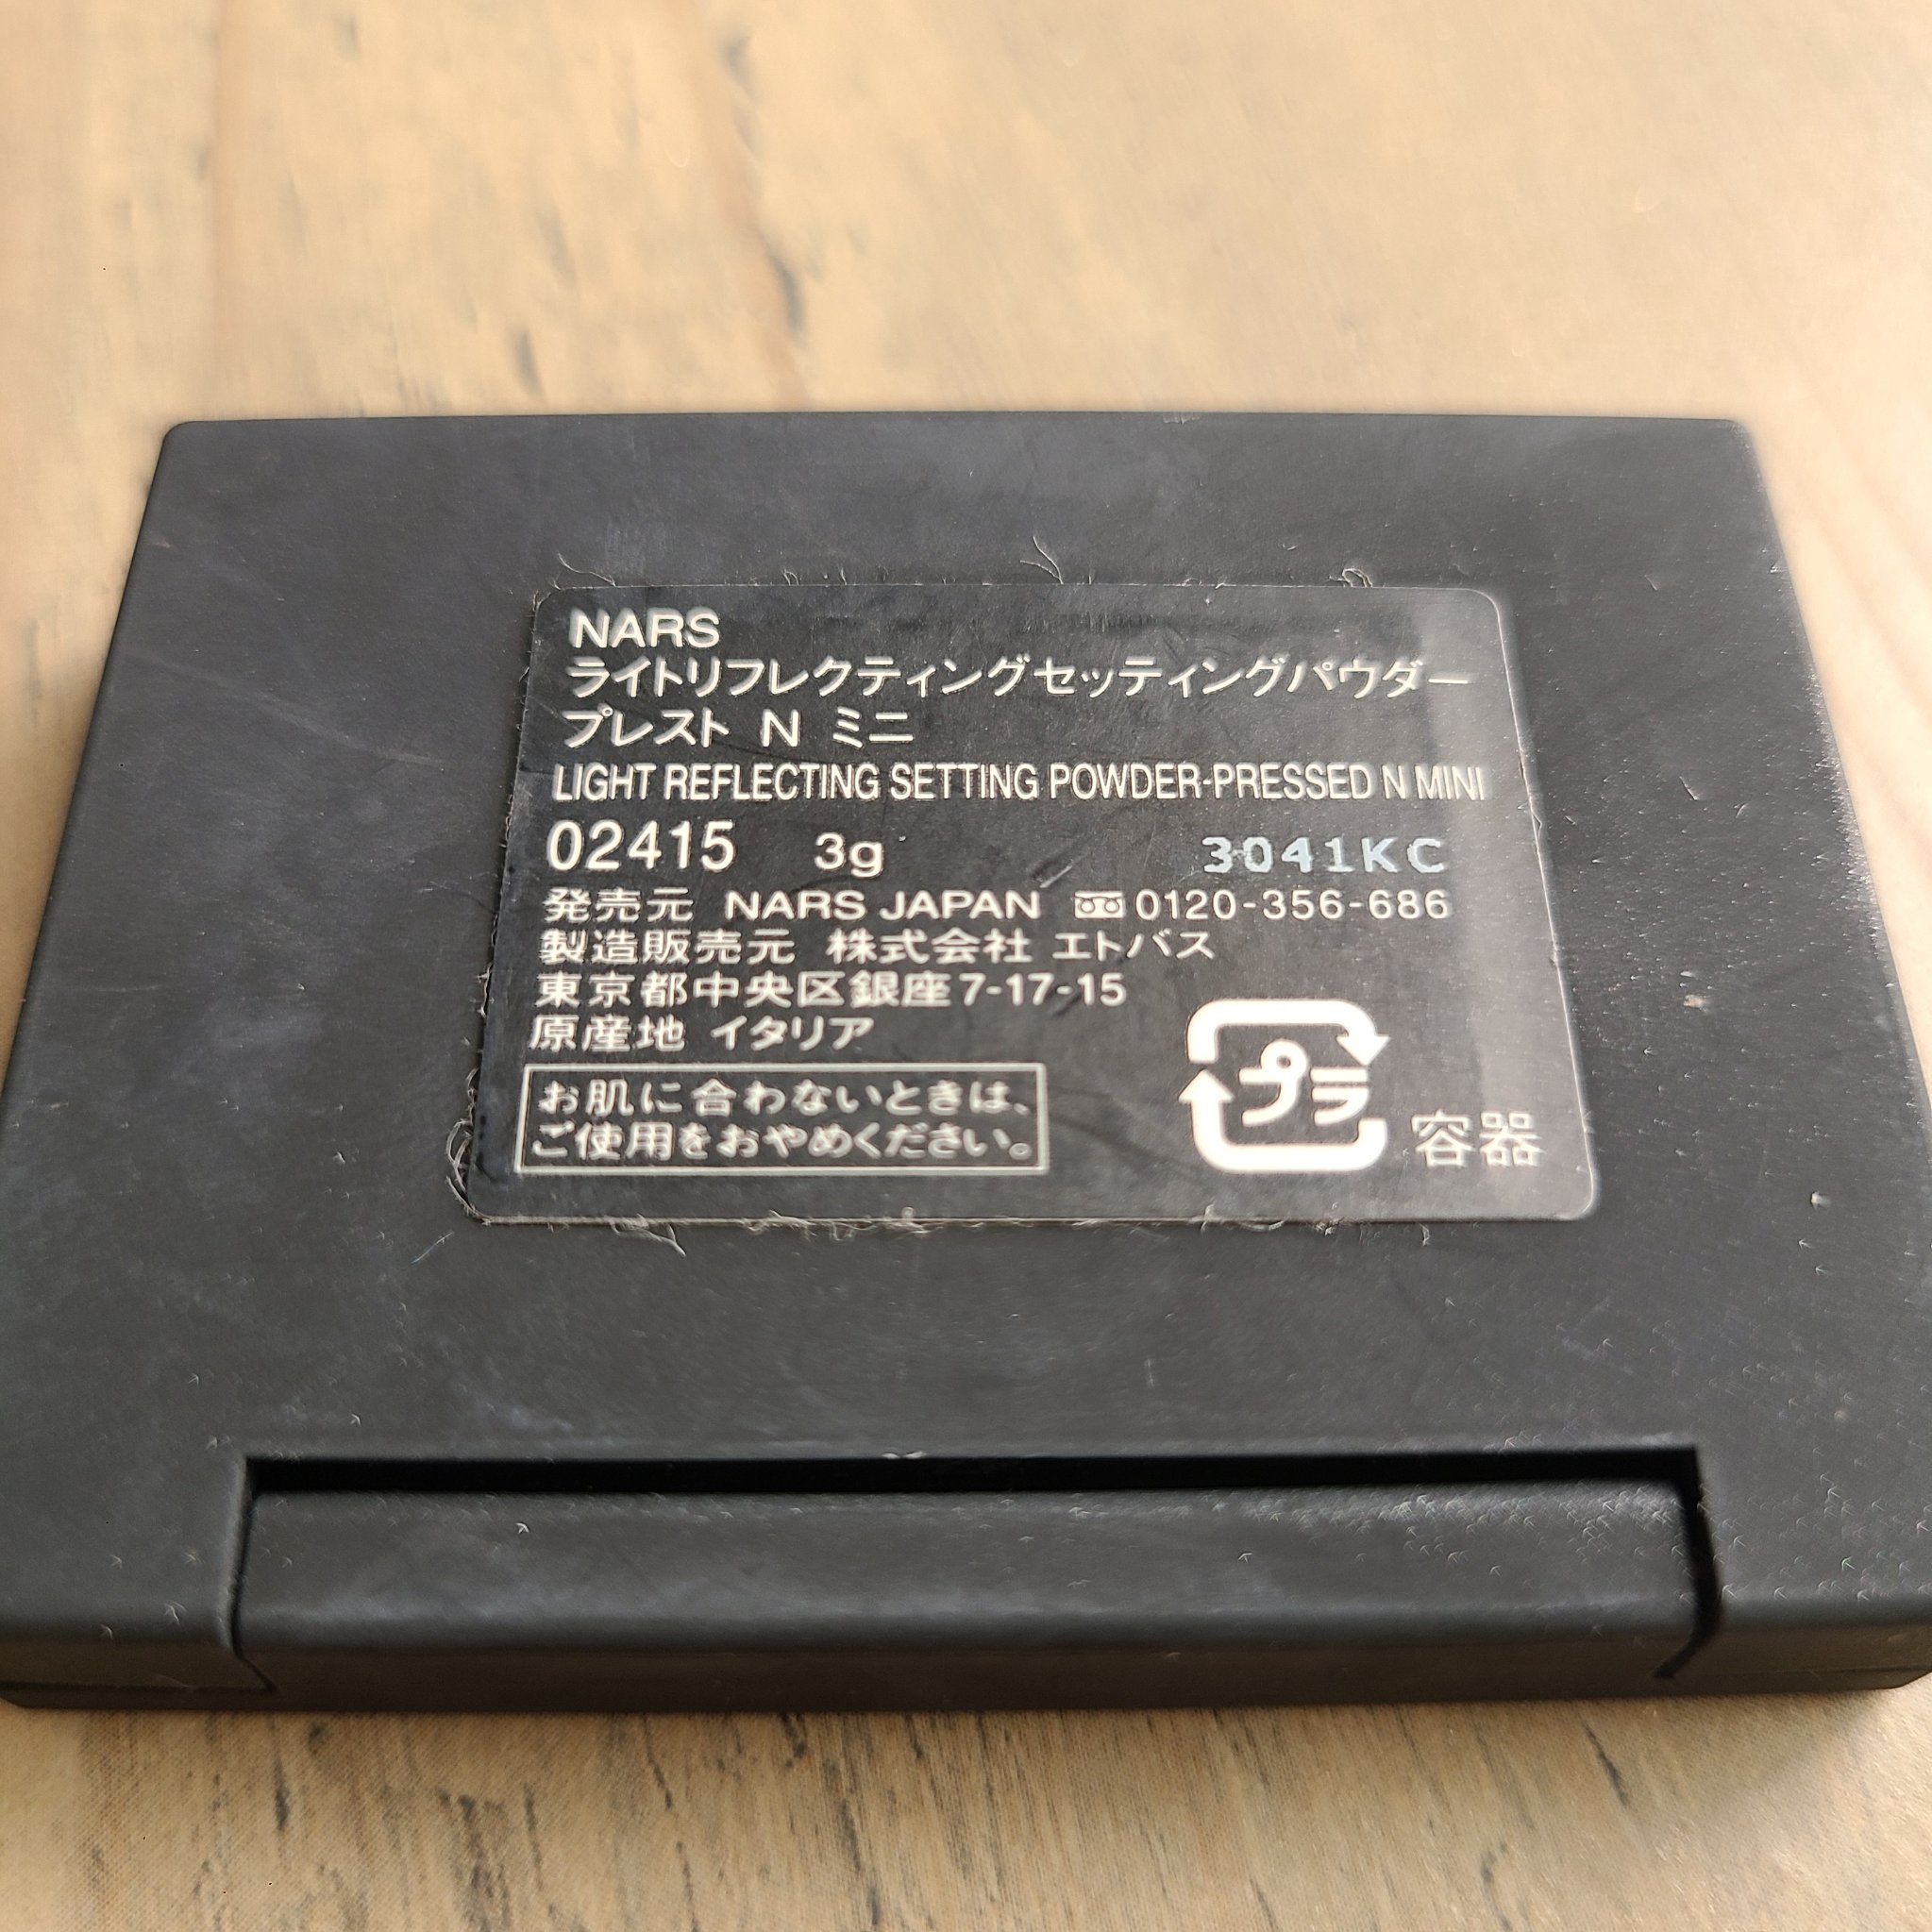 NARS
ライトリフレクティングセッティングパウダー
プレスト N ミニ
LIGHT REFLECTING SETTING POWDER-PRESSED N MINI
02415 3g 3041KC
発売元 NARS JAPAN 0120-356-686
製造販売元 株式会社 エトバス
東京都中央区銀座7-17-15
原産地 イタリア
お肌に合わないときは、
ご使用をおやめください。
プラ
容器